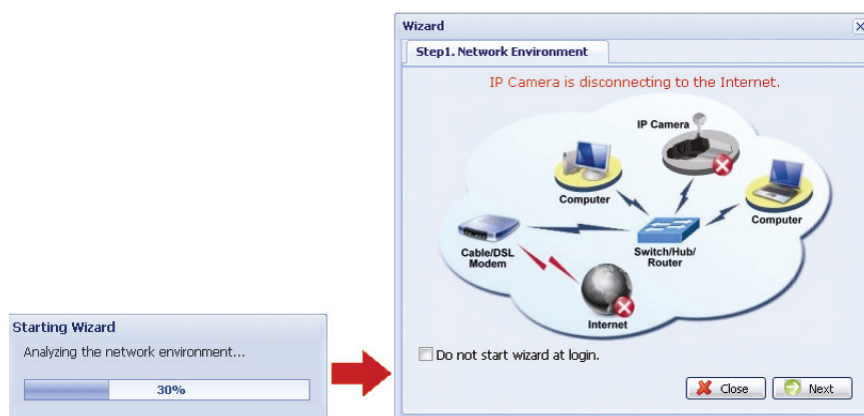 Starting Wizard
Analyzing the network environment...
30%
Wizard
Step1. Network Environment
IP Camera is disconnecting to the Internet.
IP Camera
Computer
Computer
Cable/DSL
Modem
Switch/Hub/
Router
Internet
Do not start wizard at login.
Close
Next